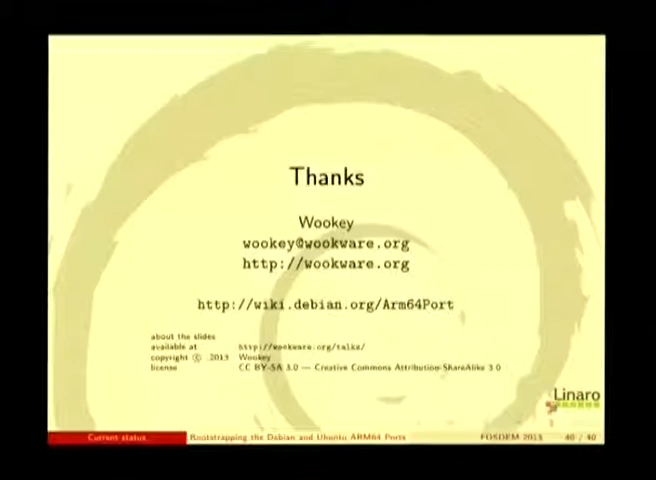 Thanks
Wookey
wookey@wookware.org
http://wookware.org
http://wiki.debian.org/Arm64Port
about the slides
available at http://wookware.org/talks/
copyright © 2013 Wookey
license CC BY-SA 3.0 — Creative Commons Attribution-ShareAlike 3.0
Linaro
Current status Bootstrapping the Debian and Ubuntu ARM64 Ports FOSDEM 2013 40 / 40